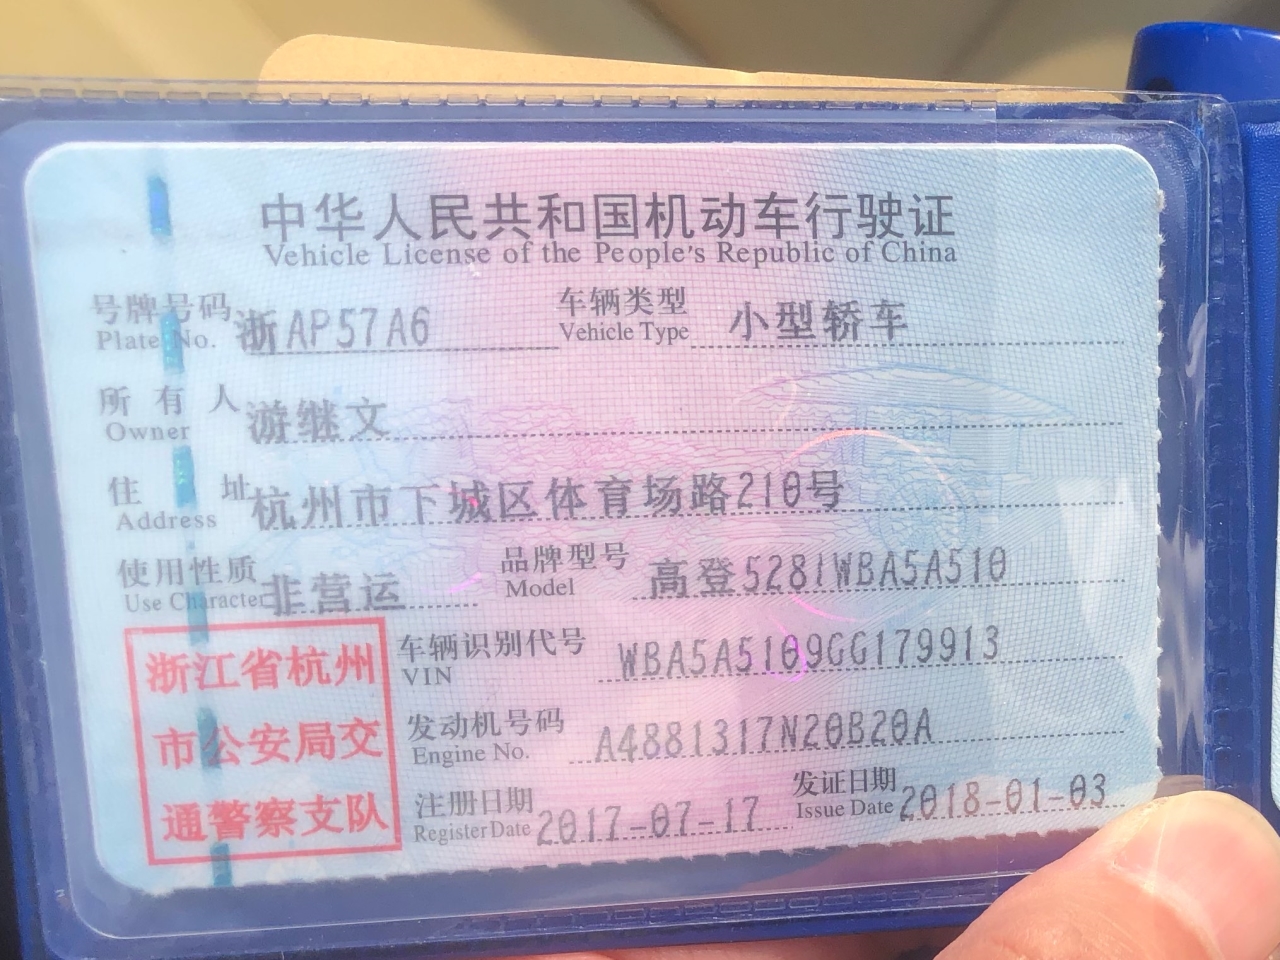 中华人民共和国机动车行驶证
Vehicle License of the People's Republic of China
号牌号码 浙AP57A6 车辆类型 小型轿车
Plate No. Vehicle Type
所有人 游继文
Owner
住址 杭州市下城区体育场路210号
Address
使用性质 非营运 品牌型号 高登5281WBA5A510
Use Character Model
浙江省杭州
市公安局交
通警察支队
车辆识别代号 WBA5A5109GG179913
VIN
发动机号码 A4881317N20B20A
Engine No.
注册日期 2017-07-17 发证日期 2018-01-03
Register Date Issue Date